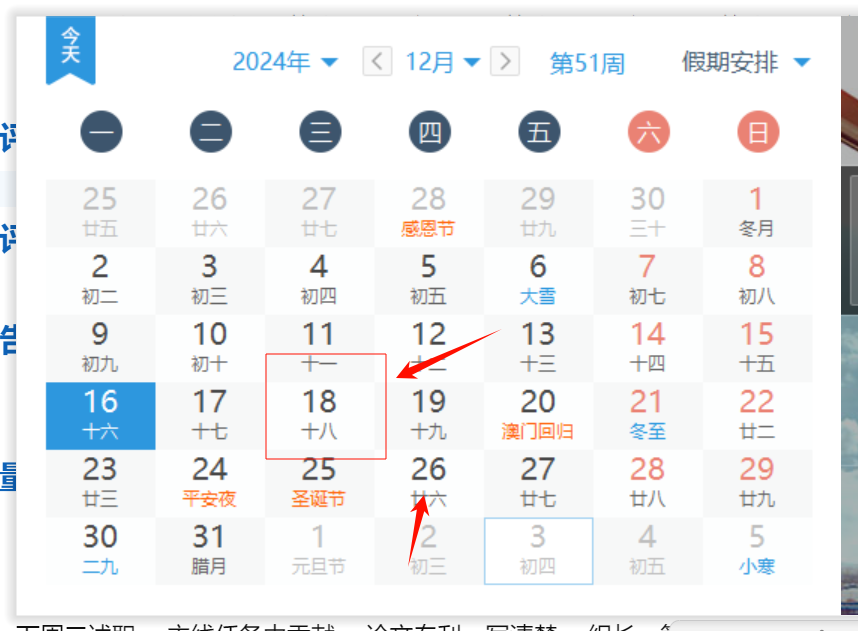 今天
2024年 12月 第51周 假期安排
一 二 三 四 五 六 日
25 26 27 28 29 30 1
廿五 廿六 廿七 感恩节 廿九 三十 冬月
2 3 4 5 6 7 8
初二 初三 初四 初五 大雪 初七 初八
9 10 11 12 13 14 15
初九 初十 十一 十二 十三 十四 十五
16 17 18 19 20 21 22
十六 十七 十八 十九 澳门回归 冬至 廿二
23 24 25 26 27 28 29
廿三 平安夜 圣诞节 廿六 廿七 廿八 廿九
30 31 1 2 3 4 5
二九 腊月 元旦节 初三 初四 初五 小寒
评
评
告
量